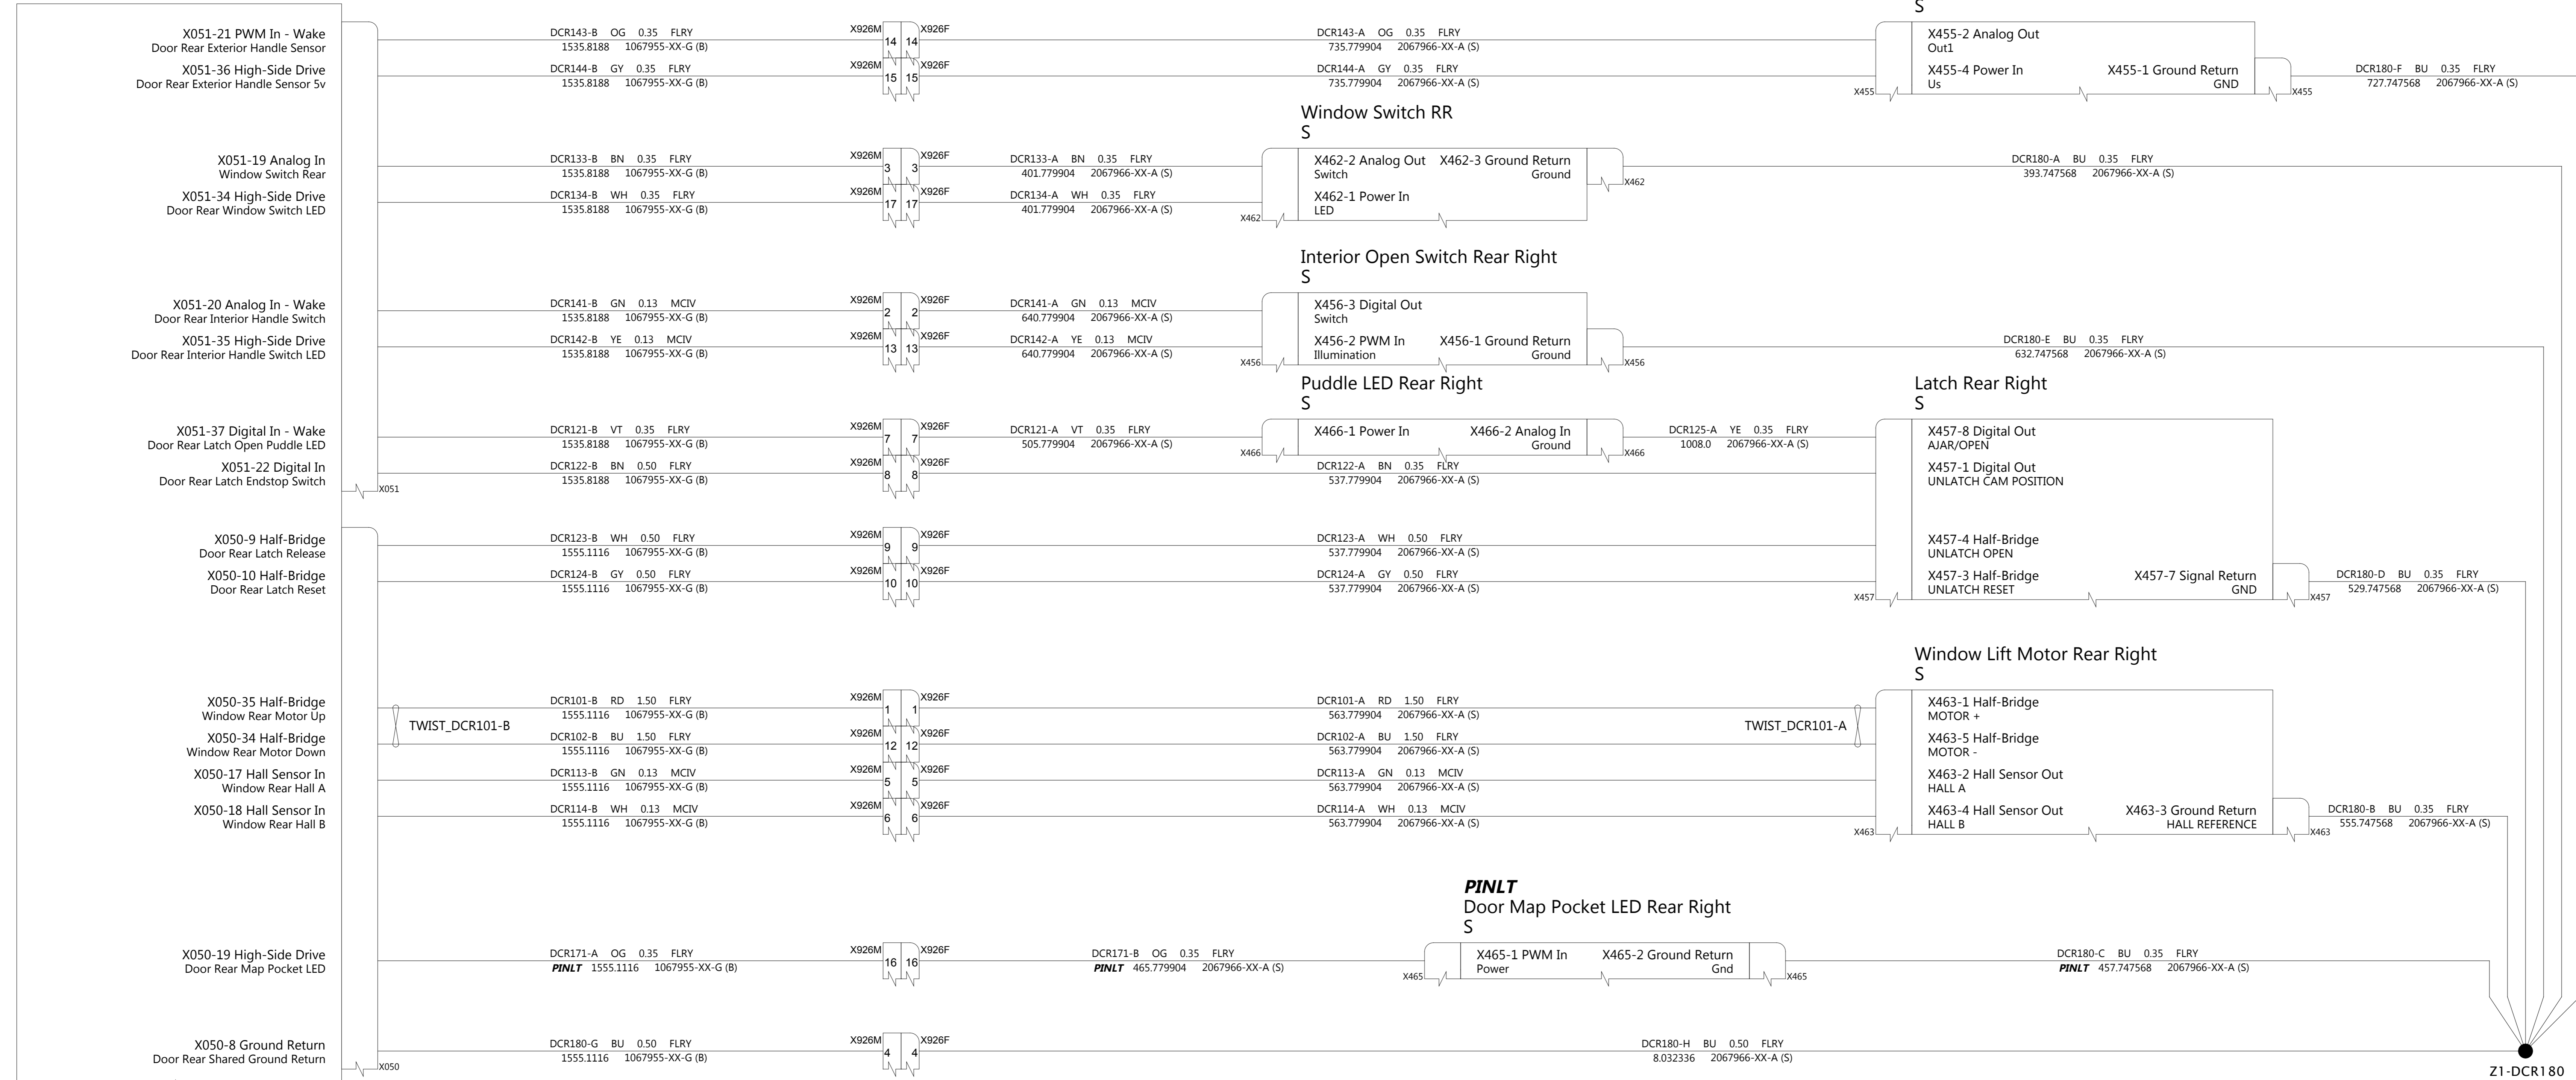 S
X051-21 PWM In - Wake
Door Rear Exterior Handle Sensor
DCR143-B OG 0.35 FLRY
1535.8188 1067955-XX-G (B)
X926M 14 14 X926F
DCR143-A OG 0.35 FLRY
735.779904 2067966-XX-A (S)
X455-2 Analog Out
Out1
X051-36 High-Side Drive
Door Rear Exterior Handle Sensor 5v
DCR144-B GY 0.35 FLRY
1535.8188 1067955-XX-G (B)
X926M 15 15 X926F
DCR144-A GY 0.35 FLRY
735.779904 2067966-XX-A (S)
X455
X455-4 Power In
Us
X455-1 Ground Return
GND
X455
DCR180-F BU 0.35 FLRY
727.747568 2067966-XX-A (S)
Window Switch RR
S
X051-19 Analog In
Window Switch Rear
DCR133-B BN 0.35 FLRY
1535.8188 1067955-XX-G (B)
X926M 3 3 X926F
DCR133-A BN 0.35 FLRY
401.779904 2067966-XX-A (S)
X462-2 Analog Out
Switch
X462-3 Ground Return
Ground
X462
DCR180-A BU 0.35 FLRY
393.747568 2067966-XX-A (S)
X051-34 High-Side Drive
Door Rear Window Switch LED
DCR134-B WH 0.35 FLRY
1535.8188 1067955-XX-G (B)
X926M 17 17 X926F
DCR134-A WH 0.35 FLRY
401.779904 2067966-XX-A (S)
X462
X462-1 Power In
LED
Interior Open Switch Rear Right
S
X051-20 Analog In - Wake
Door Rear Interior Handle Switch
DCR141-B GN 0.13 MCIV
1535.8188 1067955-XX-G (B)
X926M 2 2 X926F
DCR141-A GN 0.13 MCIV
640.779904 2067966-XX-A (S)
X456-3 Digital Out
Switch
X051-35 High-Side Drive
Door Rear Interior Handle Switch LED
DCR142-B YE 0.13 MCIV
1535.8188 1067955-XX-G (B)
X926M 13 13 X926F
DCR142-A YE 0.13 MCIV
640.779904 2067966-XX-A (S)
X456
X456-2 PWM In
Illumination
X456-1 Ground Return
Ground
X456
DCR180-E BU 0.35 FLRY
632.747568 2067966-XX-A (S)
Puddle LED Rear Right
S
Latch Rear Right
S
X051-37 Digital In - Wake
Door Rear Latch Open Puddle LED
DCR121-B VT 0.35 FLRY
1535.8188 1067955-XX-G (B)
X926M 7 7 X926F
DCR121-A VT 0.35 FLRY
505.779904 2067966-XX-A (S)
X466
X466-1 Power In
X466-2 Analog In
Ground
X466
DCR125-A YE 0.35 FLRY
1008.0 2067966-XX-A (S)
X457-8 Digital Out
AJAR/OPEN
X051-22 Digital In
Door Rear Latch Endstop Switch
X051
DCR122-B BN 0.50 FLRY
1535.8188 1067955-XX-G (B)
X926M 8 8 X926F
DCR122-A BN 0.35 FLRY
537.779904 2067966-XX-A (S)
X457-1 Digital Out
UNLATCH CAM POSITION
X050-9 Half-Bridge
Door Rear Latch Release
DCR123-B WH 0.50 FLRY
1555.1116 1067955-XX-G (B)
X926M 9 9 X926F
DCR123-A WH 0.50 FLRY
537.779904 2067966-XX-A (S)
X457-4 Half-Bridge
UNLATCH OPEN
X050-10 Half-Bridge
Door Rear Latch Reset
DCR124-B GY 0.50 FLRY
1555.1116 1067955-XX-G (B)
X926M 10 10 X926F
DCR124-A GY 0.50 FLRY
537.779904 2067966-XX-A (S)
X457
X457-3 Half-Bridge
UNLATCH RESET
X457-7 Signal Return
GND
X457
DCR180-D BU 0.35 FLRY
529.747568 2067966-XX-A (S)
Window Lift Motor Rear Right
S
X050-35 Half-Bridge
Window Rear Motor Up
TWIST_DCR101-B
DCR101-B RD 1.50 FLRY
1555.1116 1067955-XX-G (B)
X926M 1 1 X926F
DCR101-A RD 1.50 FLRY
563.779904 2067966-XX-A (S)
TWIST_DCR101-A
X463-1 Half-Bridge
MOTOR +
X050-34 Half-Bridge
Window Rear Motor Down
DCR102-B BU 1.50 FLRY
1555.1116 1067955-XX-G (B)
X926M 12 12 X926F
DCR102-A BU 1.50 FLRY
563.779904 2067966-XX-A (S)
X463-5 Half-Bridge
MOTOR -
X050-17 Hall Sensor In
Window Rear Hall A
DCR113-B GN 0.13 MCIV
1555.1116 1067955-XX-G (B)
X926M 5 5 X926F
DCR113-A GN 0.13 MCIV
563.779904 2067966-XX-A (S)
X463-2 Hall Sensor Out
HALL A
X050-18 Hall Sensor In
Window Rear Hall B
DCR114-B WH 0.13 MCIV
1555.1116 1067955-XX-G (B)
X926M 6 6 X926F
DCR114-A WH 0.13 MCIV
563.779904 2067966-XX-A (S)
X463
X463-4 Hall Sensor Out
HALL B
X463-3 Ground Return
HALL REFERENCE
X463
DCR180-B BU 0.35 FLRY
555.747568 2067966-XX-A (S)
PINLT
Door Map Pocket LED Rear Right
S
X050-19 High-Side Drive
Door Rear Map Pocket LED
DCR171-A OG 0.35 FLRY
PINLT 1555.1116 1067955-XX-G (B)
X926M 16 16 X926F
DCR171-B OG 0.35 FLRY
PINLT 465.779904 2067966-XX-A (S)
X465
X465-1 PWM In
Power
X465-2 Ground Return
Gnd
X465
DCR180-C BU 0.35 FLRY
PINLT 457.747568 2067966-XX-A (S)
X050-8 Ground Return
Door Rear Shared Ground Return
X050
DCR180-G BU 0.50 FLRY
1555.1116 1067955-XX-G (B)
X926M 4 4 X926F
DCR180-H BU 0.50 FLRY
8.032336 2067966-XX-A (S)
Z1-DCR180